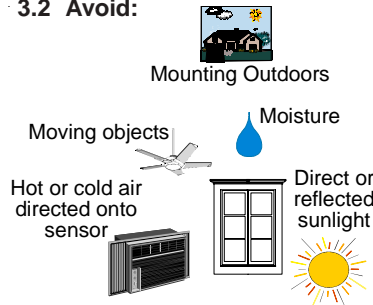 3.2 Avoid:
Mounting Outdoors
Moving objects
Moisture
Hot or cold air
directed onto
sensor
Direct or
reflected
sunlight